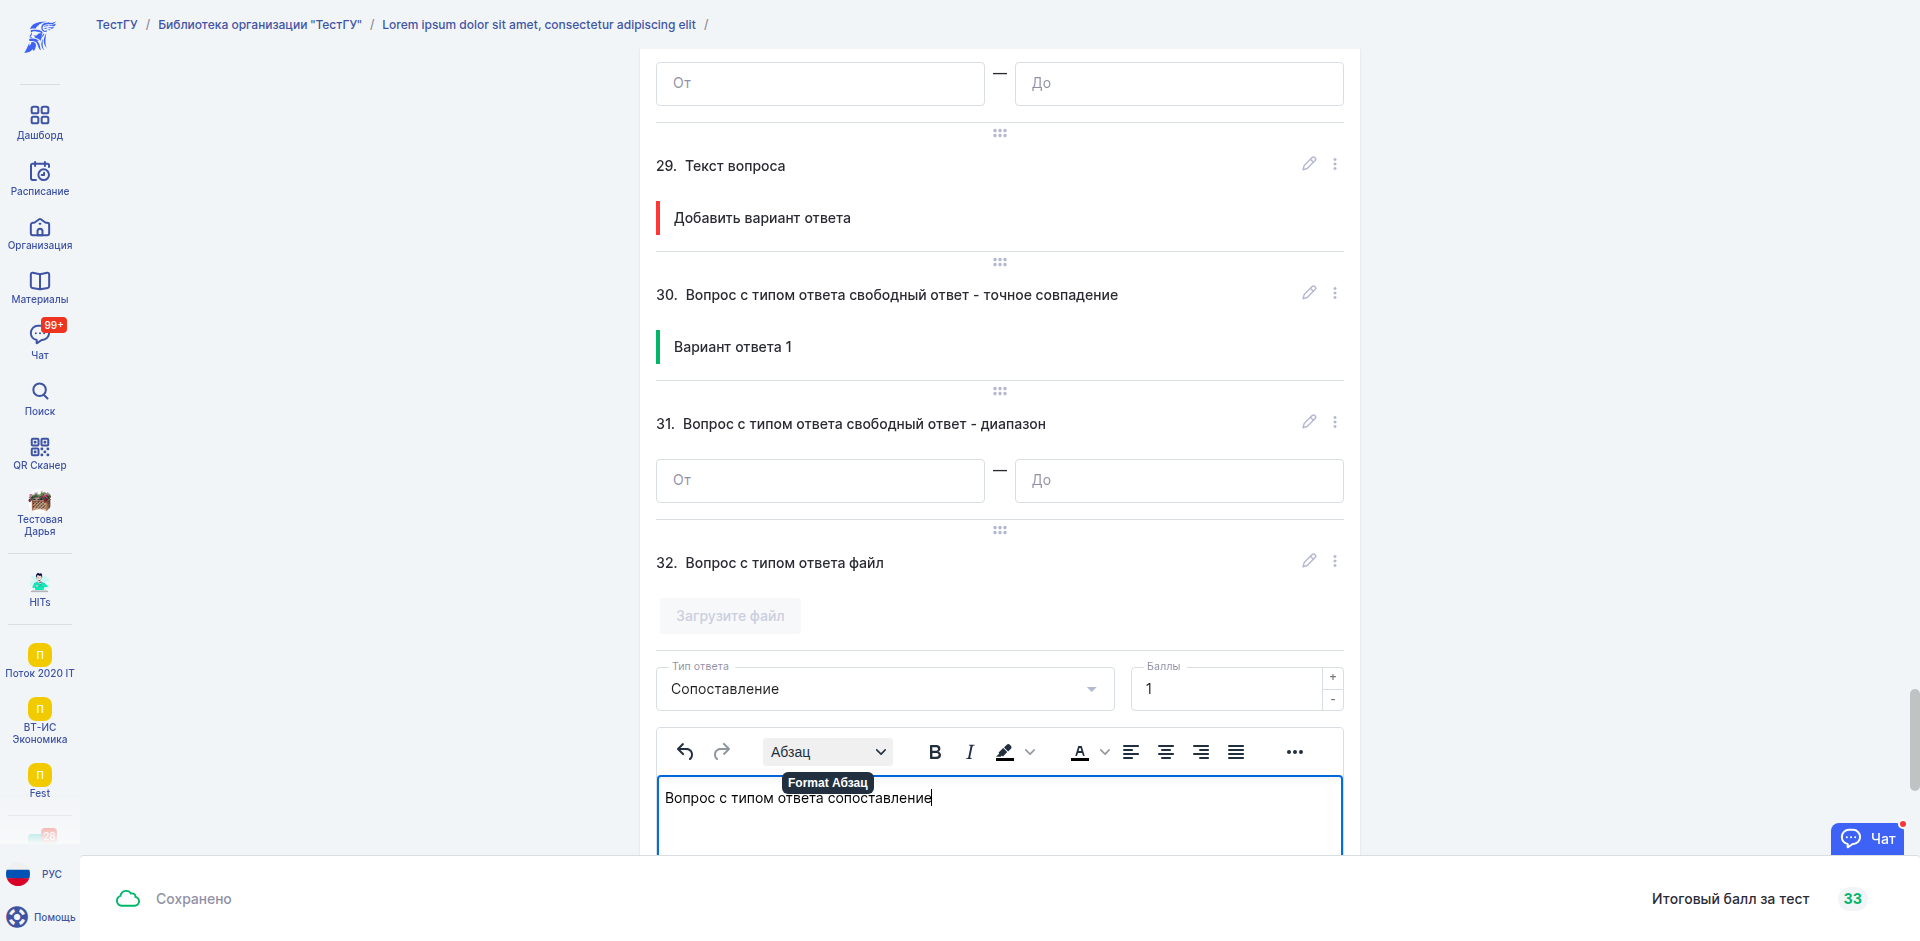 ТестГУ / Библиотека организации "ТестГУ" / Lorem ipsum dolor sit amet, consectetur adipiscing elit /
Дашборд
Расписание
Организация
Материалы
99+
Чат
Поиск
QR Сканер
Тестовая
Дарья
HITs
П
Поток 2020 IT
П
ВТ-ИС
Экономика
П
Fest
28
РУС
Помощь
От — До
29. Текст вопроса
Добавить вариант ответа
30. Вопрос с типом ответа свободный ответ - точное совпадение
Вариант ответа 1
31. Вопрос с типом ответа свободный ответ - диапазон
От — До
32. Вопрос с типом ответа файл
Загрузите файл
Тип ответа
Сопоставление
Баллы
1
+
-
Абзац
B I A
Format Абзац
Вопрос с типом ответа сопоставление
Чат
Сохранено
Итоговый балл за тест 33